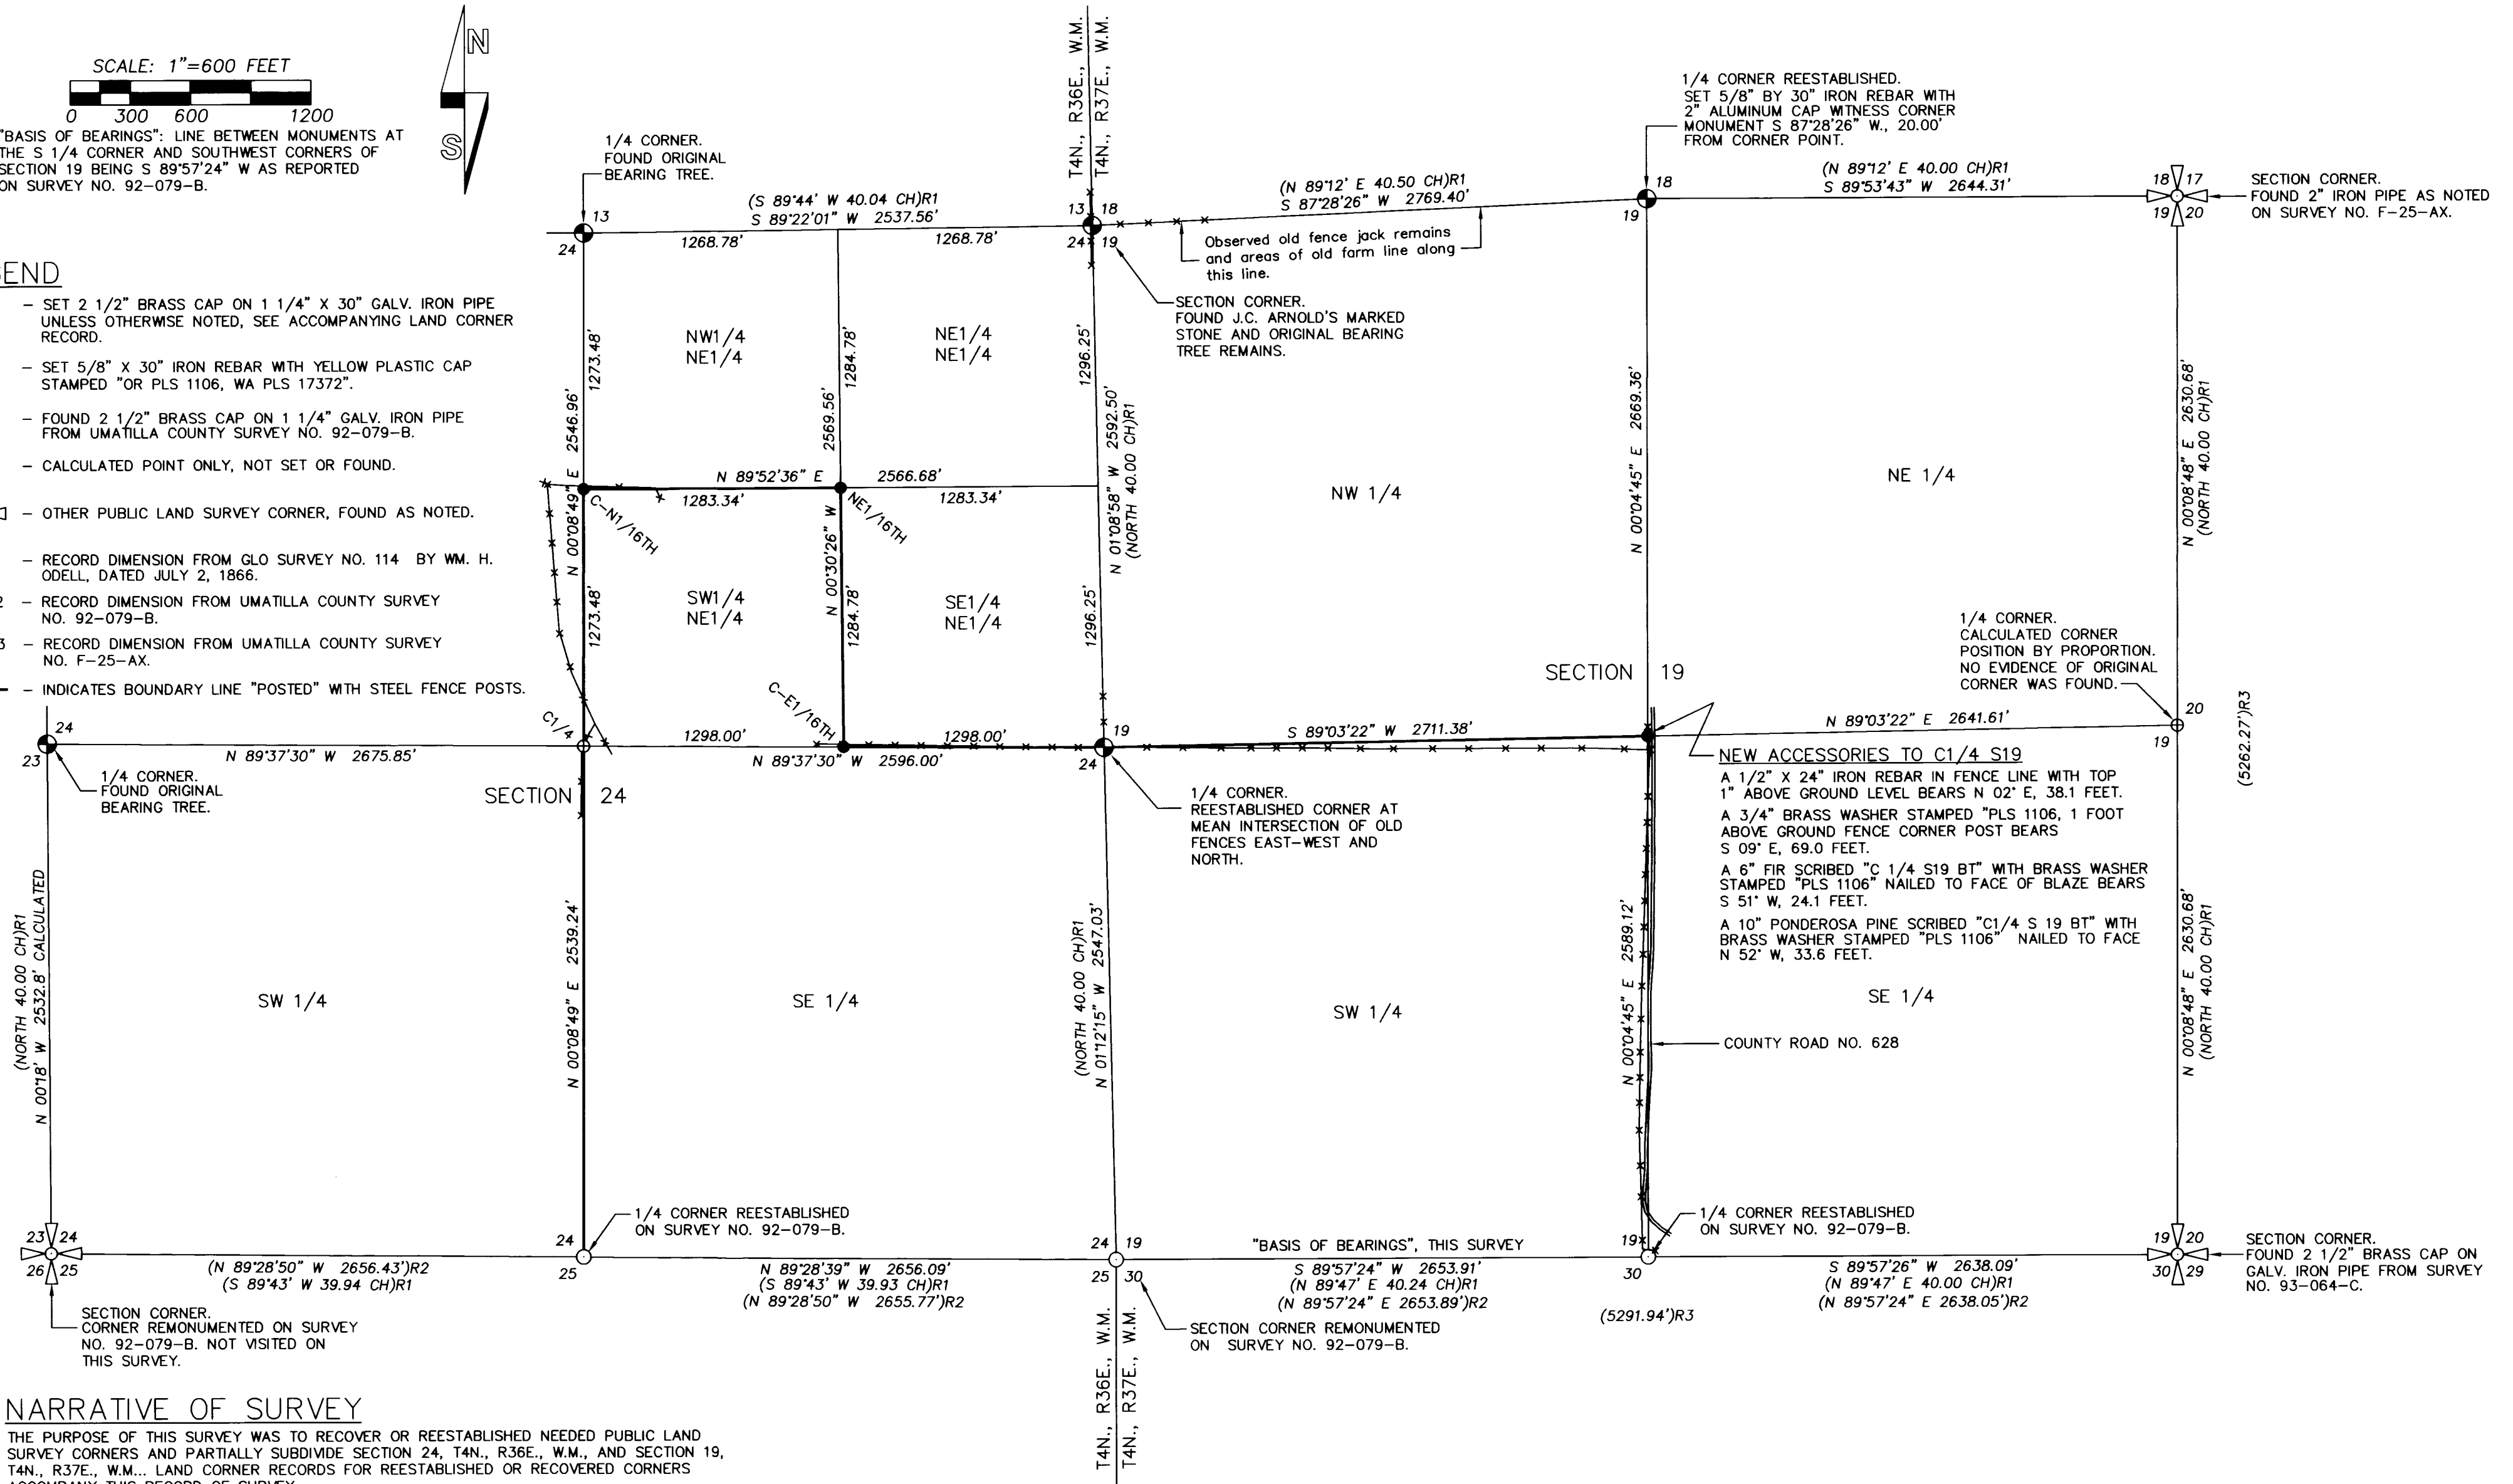 SCALE: 1"=600 FEET
0 300 600 1200
"BASIS OF BEARINGS": LINE BETWEEN MONUMENTS AT
THE S 1/4 CORNER AND SOUTHWEST CORNERS OF
SECTION 19 BEING S 89°57'24" W AS REPORTED
ON SURVEY NO. 92-079-B.
N
S
T4N., R36E., W.M.
T4N., R37E., W.M.
1/4 CORNER.
FOUND ORIGINAL
BEARING TREE.
1/4 CORNER REESTABLISHED.
SET 5/8" BY 30" IRON REBAR WITH
2" ALUMINUM CAP WITNESS CORNER
MONUMENT S 87°28'26" W., 20.00'
FROM CORNER POINT.
13
24
(S 89°44' W 40.04 CH)R1
S 89°22'01" W 2537.56'
1268.78'
1268.78'
13 18
24 19
(N 89°12' E 40.50 CH)R1
S 87°28'26" W 2769.40'
Observed old fence jack remains
and areas of old farm line along
this line.
18
19
(N 89°12' E 40.00 CH)R1
S 89°53'43" W 2644.31'
18 17
19 20
SECTION CORNER.
FOUND 2" IRON PIPE AS NOTED
ON SURVEY NO. F-25-AX.
SECTION CORNER.
FOUND J.C. ARNOLD'S MARKED
STONE AND ORIGINAL BEARING
TREE REMAINS.
END
- SET 2 1/2" BRASS CAP ON 1 1/4" X 30" GALV. IRON PIPE
UNLESS OTHERWISE NOTED, SEE ACCOMPANYING LAND CORNER
RECORD.
- SET 5/8" X 30" IRON REBAR WITH YELLOW PLASTIC CAP
STAMPED "OR PLS 1106, WA PLS 17372".
- FOUND 2 1/2" BRASS CAP ON 1 1/4" GALV. IRON PIPE
FROM UMATILLA COUNTY SURVEY NO. 92-079-B.
- CALCULATED POINT ONLY, NOT SET OR FOUND.
- OTHER PUBLIC LAND SURVEY CORNER, FOUND AS NOTED.
- RECORD DIMENSION FROM GLO SURVEY NO. 114 BY WM. H.
ODELL, DATED JULY 2, 1866.
2 - RECORD DIMENSION FROM UMATILLA COUNTY SURVEY
NO. 92-079-B.
3 - RECORD DIMENSION FROM UMATILLA COUNTY SURVEY
NO. F-25-AX.
- INDICATES BOUNDARY LINE "POSTED" WITH STEEL FENCE POSTS.
NW1/4
NE1/4
NE1/4
NE1/4
1273.48'
1284.78'
1296.25'
N 00°08'49" E 2546.96'
2569.56'
N 00°30'26" W
N 01°08'58" W 2592.50'
(NORTH 40.00 CH)R1
N 89°52'36" E 2566.68'
1283.34'
1283.34'
C-N1/16TH
NE1/16TH
SW1/4
NE1/4
SE1/4
NE1/4
1273.48'
1284.78'
1296.25'
C1/4
C-E1/16TH
NW 1/4
NE 1/4
N 00°04'45" E 2669.36'
N 00°08'48" E 2630.68'
(NORTH 40.00 CH)R1
SECTION 19
1/4 CORNER.
CALCULATED CORNER
POSITION BY PROPORTION.
NO EVIDENCE OF ORIGINAL
CORNER WAS FOUND.
20
19
(5262.27')R3
24
23
N 89°37'30" W 2675.85'
1/4 CORNER.
FOUND ORIGINAL
BEARING TREE.
1298.00'
1298.00'
N 89°37'30" W 2596.00'
19
24
S 89°03'22" W 2711.38'
N 89°03'22" E 2641.61'
SECTION 24
1/4 CORNER.
REESTABLISHED CORNER AT
MEAN INTERSECTION OF OLD
FENCES EAST-WEST AND
NORTH.
NEW ACCESSORIES TO C1/4 S19
A 1/2" X 24" IRON REBAR IN FENCE LINE WITH TOP
1" ABOVE GROUND LEVEL BEARS N 02° E, 38.1 FEET.
A 3/4" BRASS WASHER STAMPED "PLS 1106, 1 FOOT
ABOVE GROUND FENCE CORNER POST BEARS
S 09° E, 69.0 FEET.
A 6" FIR SCRIBED "C 1/4 S19 BT" WITH BRASS WASHER
STAMPED "PLS 1106" NAILED TO FACE OF BLAZE BEARS
S 51° W, 24.1 FEET.
A 10" PONDEROSA PINE SCRIBED "C1/4 S 19 BT" WITH
BRASS WASHER STAMPED "PLS 1106" NAILED TO FACE
N 52° W, 33.6 FEET.
(NORTH 40.00 CH)R1
N 00°18' W 2532.8' CALCULATED
SW 1/4
N 00°08'49" E 2539.24'
SE 1/4
(NORTH 40.00 CH)R1
N 01°12'15" W 2547.03'
SW 1/4
N 00°04'45" E 2589.12'
SE 1/4
COUNTY ROAD NO. 628
N 00°08'48" E 2630.68'
(NORTH 40.00 CH)R1
23 24
26 25
(N 89°28'50" W 2656.43')R2
(S 89°43' W 39.94 CH)R1
SECTION CORNER.
CORNER REMONUMENTED ON SURVEY
NO. 92-079-B. NOT VISITED ON
THIS SURVEY.
24
25
1/4 CORNER REESTABLISHED
ON SURVEY NO. 92-079-B.
N 89°28'39" W 2656.09'
(S 89°43' W 39.93 CH)R1
(N 89°28'50" W 2655.77')R2
24 19
25 30
"BASIS OF BEARINGS", THIS SURVEY
S 89°57'24" W 2653.91'
(N 89°47' E 40.24 CH)R1
(N 89°57'24" E 2653.89')R2
SECTION CORNER REMONUMENTED
ON SURVEY NO. 92-079-B.
19
30
1/4 CORNER REESTABLISHED
ON SURVEY NO. 92-079-B.
S 89°57'26" W 2638.09'
(N 89°47' E 40.00 CH)R1
(N 89°57'24" E 2638.05')R2
(5291.94')R3
19 20
30 29
SECTION CORNER.
FOUND 2 1/2" BRASS CAP ON
GALV. IRON PIPE FROM SURVEY
NO. 93-064-C.
T4N., R36E., W.M.
T4N., R37E., W.M.
NARRATIVE OF SURVEY
THE PURPOSE OF THIS SURVEY WAS TO RECOVER OR REESTABLISHED NEEDED PUBLIC LAND
SURVEY CORNERS AND PARTIALLY SUBDIVIDE SECTION 24, T4N., R36E., W.M., AND SECTION 19,
T4N., R37E., W.M... LAND CORNER RECORDS FOR REESTABLISHED OR RECOVERED CORNERS
ACCOMPANY THIS RECORD OF SURVEY